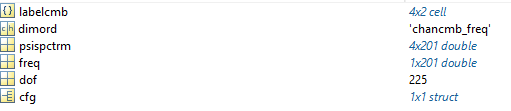 labelcmb 4x2 cell
dimord 'chancmb_freq'
psispctrm 4x201 double
freq 1x201 double
dof 225
cfg 1x1 struct